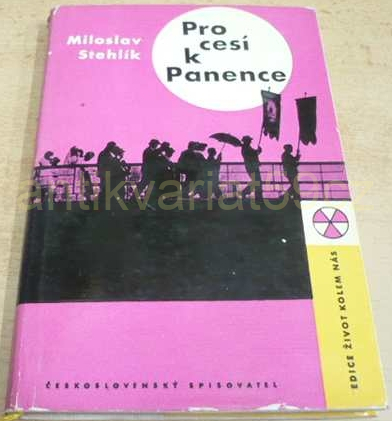 Miloslav
Stehlík
Pro
cesí
k
Panence
antikvariat
EDICE ŽIVOT KOLEM NÁS
ČESKOSLOVENSKÝ SPISOVATEL